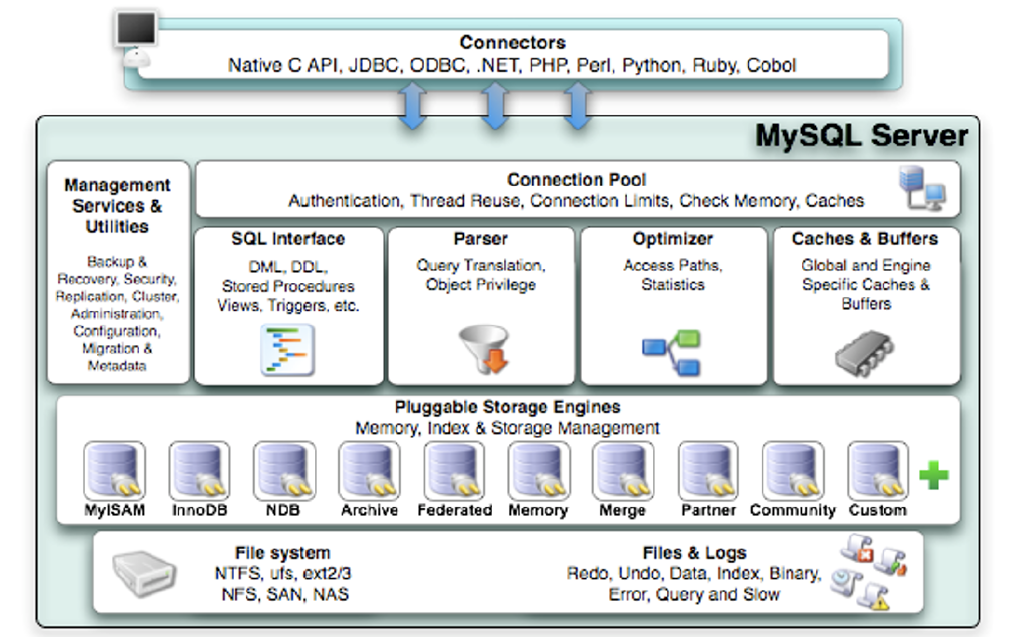 Connectors
Native C API, JDBC, ODBC, .NET, PHP, Perl, Python, Ruby, Cobol
MySQL Server
Management
Services &
Utilities
Backup &
Recovery, Security,
Replication, Cluster,
Administration,
Configuration,
Migration &
Metadata
Connection Pool
Authentication, Thread Reuse, Connection Limits, Check Memory, Caches
SQL Interface
DML, DDL,
Stored Procedures
Views, Triggers, etc.
Parser
Query Translation,
Object Privilege
Optimizer
Access Paths,
Statistics
Caches & Buffers
Global and Engine
Specific Caches &
Buffers
Pluggable Storage Engines
Memory, Index & Storage Management
MyISAM
InnoDB
NDB
Archive
Federated
Memory
Merge
Partner
Community
Custom
File system
NTFS, ufs, ext2/3
NFS, SAN, NAS
Files & Logs
Redo, Undo, Data, Index, Binary,
Error, Query and Slow